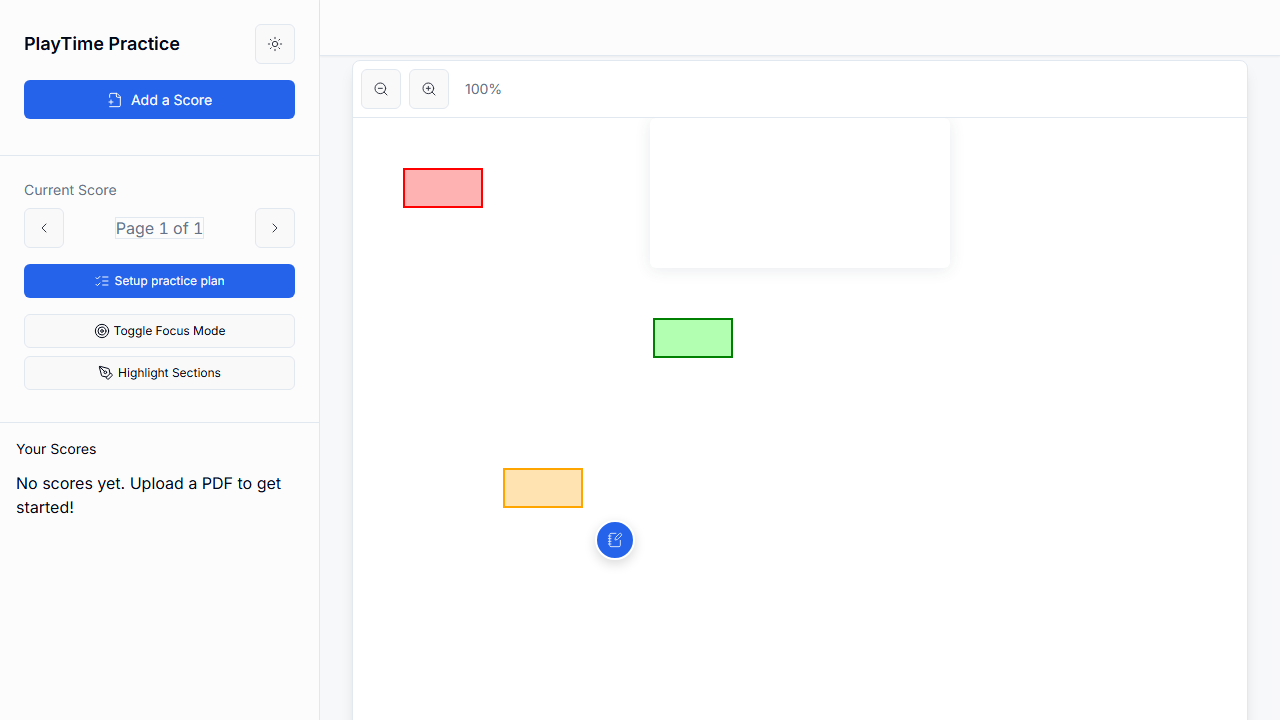 PlayTime Practice
Add a Score
Current Score
Page 1 of 1
Setup practice plan
Toggle Focus Mode
Highlight Sections
Your Scores
No scores yet. Upload a PDF to get
started!
100%